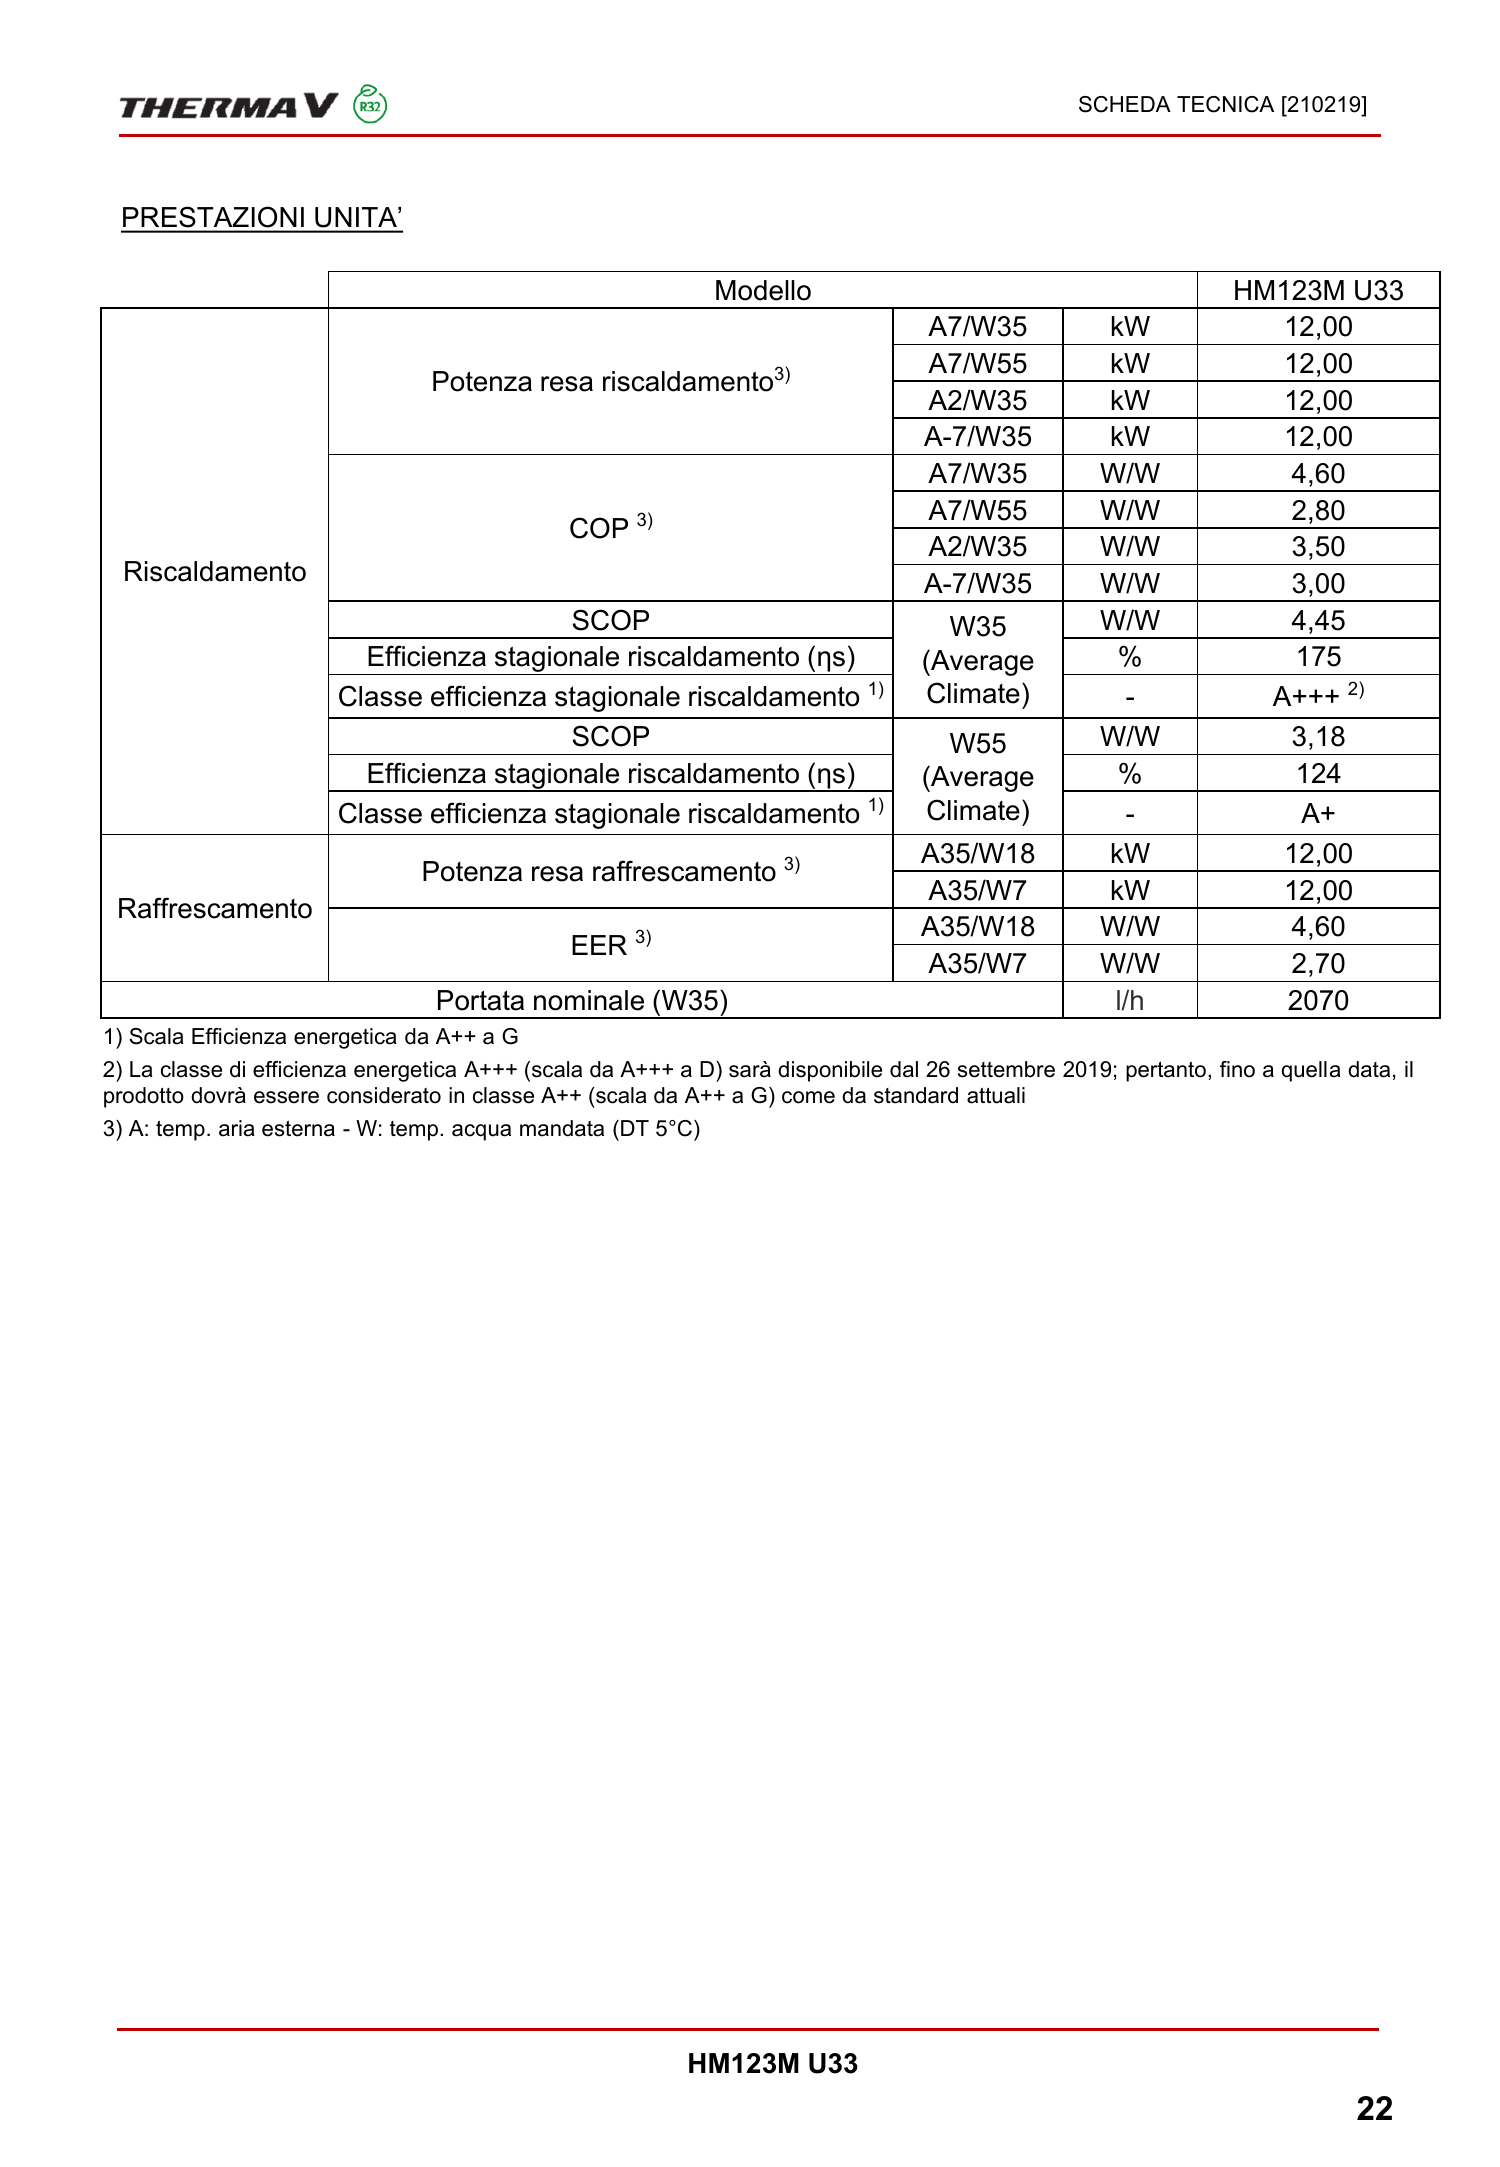 THERMA V R32
SCHEDA TECNICA [210219]
PRESTAZIONI UNITA’
Modello HM123M U33
Riscaldamento
Potenza resa riscaldamento3)
A7/W35 kW 12,00
A7/W55 kW 12,00
A2/W35 kW 12,00
A-7/W35 kW 12,00
COP 3)
A7/W35 W/W 4,60
A7/W55 W/W 2,80
A2/W35 W/W 3,50
A-7/W35 W/W 3,00
SCOP W/W 4,45
W35
(Average
Climate)
Efficienza stagionale riscaldamento (ηs) % 175
Classe efficienza stagionale riscaldamento 1) - A+++ 2)
SCOP W/W 3,18
W55
(Average
Climate)
Efficienza stagionale riscaldamento (ηs) % 124
Classe efficienza stagionale riscaldamento 1) - A+
Raffrescamento
Potenza resa raffrescamento 3)
A35/W18 kW 12,00
A35/W7 kW 12,00
EER 3)
A35/W18 W/W 4,60
A35/W7 W/W 2,70
Portata nominale (W35) l/h 2070
1) Scala Efficienza energetica da A++ a G
2) La classe di efficienza energetica A+++ (scala da A+++ a D) sarà disponibile dal 26 settembre 2019; pertanto, fino a quella data, il
prodotto dovrà essere considerato in classe A++ (scala da A++ a G) come da standard attuali
3) A: temp. aria esterna - W: temp. acqua mandata (DT 5°C)
HM123M U33
22